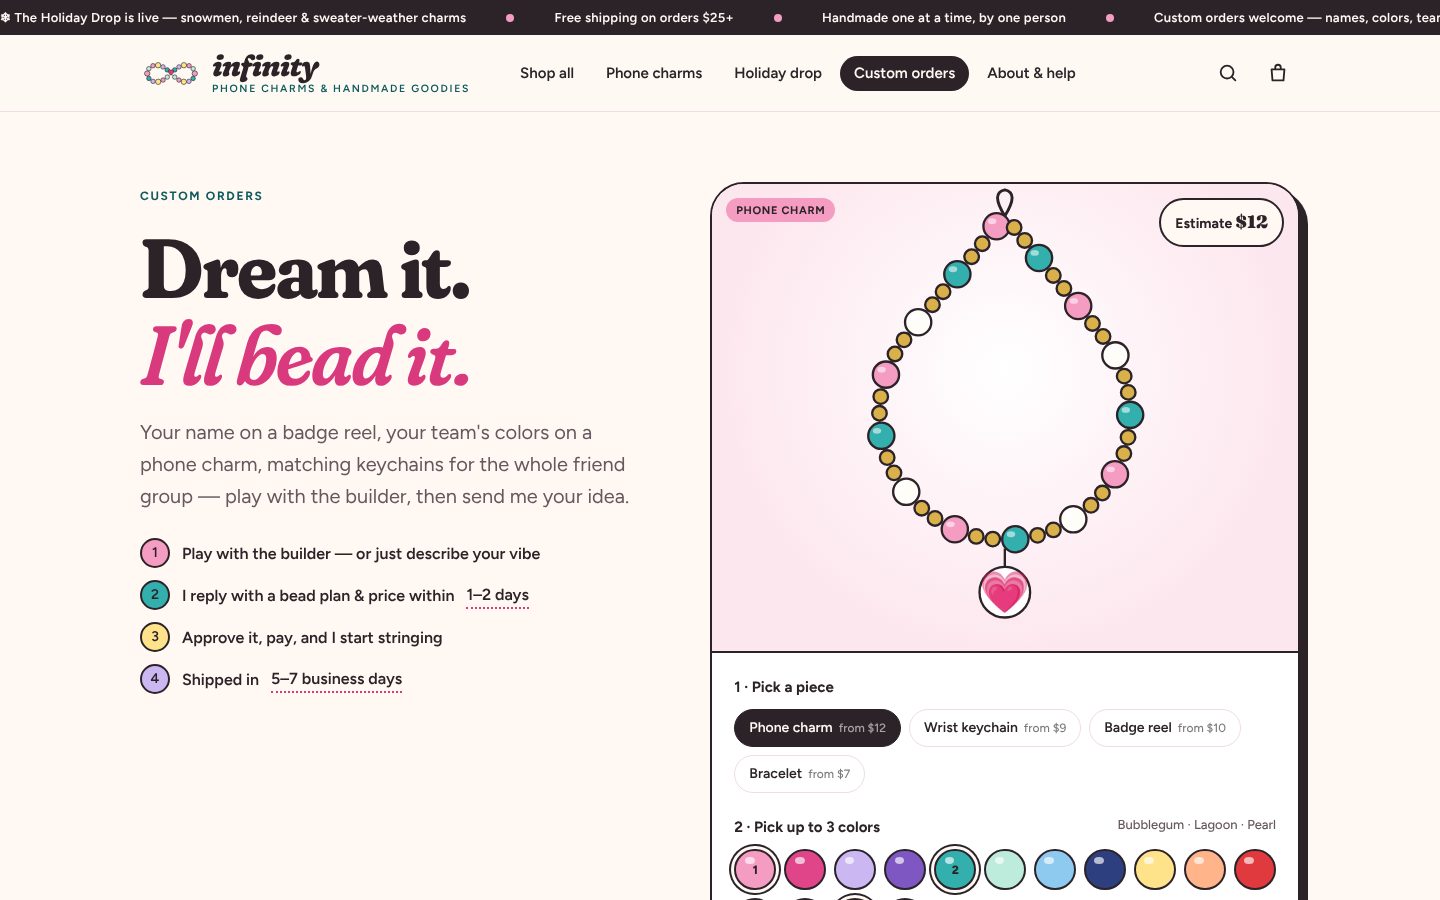 ❄ The Holiday Drop is live — snowmen, reindeer & sweater-weather charms
Free shipping on orders $25+
Handmade one at a time, by one person
Custom orders welcome — names, colors, tear
infinity
PHONE CHARMS & HANDMADE GOODIES
Shop all
Phone charms
Holiday drop
Custom orders
About & help
CUSTOM ORDERS
Dream it.
I'll bead it.
Your name on a badge reel, your team's colors on a
phone charm, matching keychains for the whole friend
group — play with the builder, then send me your idea.
1 Play with the builder — or just describe your vibe
2 I reply with a bead plan & price within 1–2 days
3 Approve it, pay, and I start stringing
4 Shipped in 5–7 business days
PHONE CHARM
Estimate $12
1 · Pick a piece
Phone charm from $12
Wrist keychain from $9
Badge reel from $10
Bracelet from $7
2 · Pick up to 3 colors
Bubblegum · Lagoon · Pearl
1
2